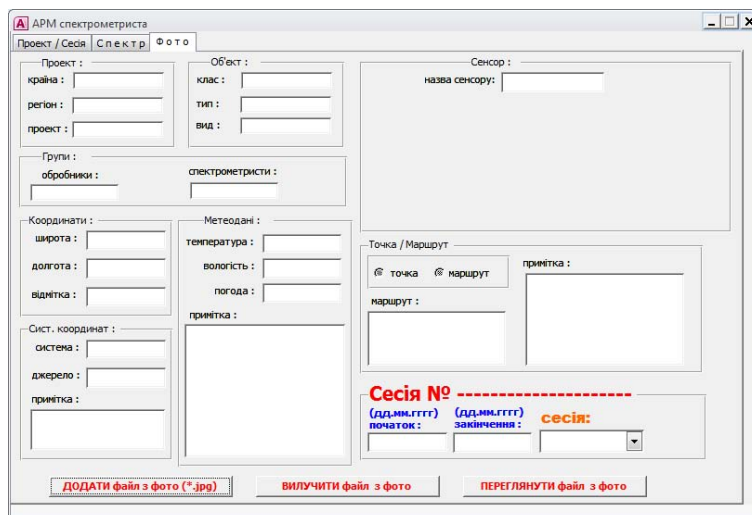 АРМ спектрометриста
Проект / Сесія С п е к т р Ф о т о
Проект :
країна :
регіон :
проект :
Об'єкт :
клас :
тип :
вид :
Сенсор :
назва сенсору:
Групи :
обробники :
спектрометристи :
Координати :
широта :
долгота :
відмітка :
Метеодані :
температура :
вологість :
погода :
примітка :
Точка / Маршрут
точка маршрут
маршрут :
примітка :
Сист. координат :
система :
джерело :
примітка :
Сесія № ----------------------
(дд.мм.гггг)
початок :
(дд.мм.гггг)
закінчення :
сесія:
ДОДАТИ файл з фото (*.jpg)
ВИЛУЧИТИ файл з фото
ПЕРЕГЛЯНУТИ файл з фото